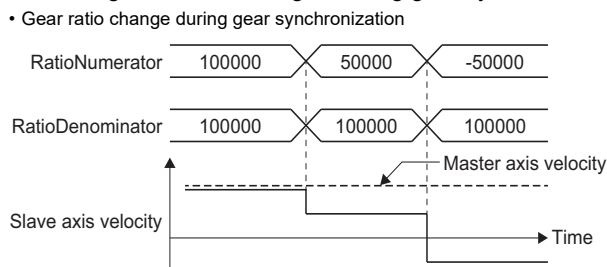 • Gear ratio change during gear synchronization
RatioNumerator 100000 50000 -50000
RatioDenominator 100000 100000 100000
Master axis velocity
Slave axis velocity
Time